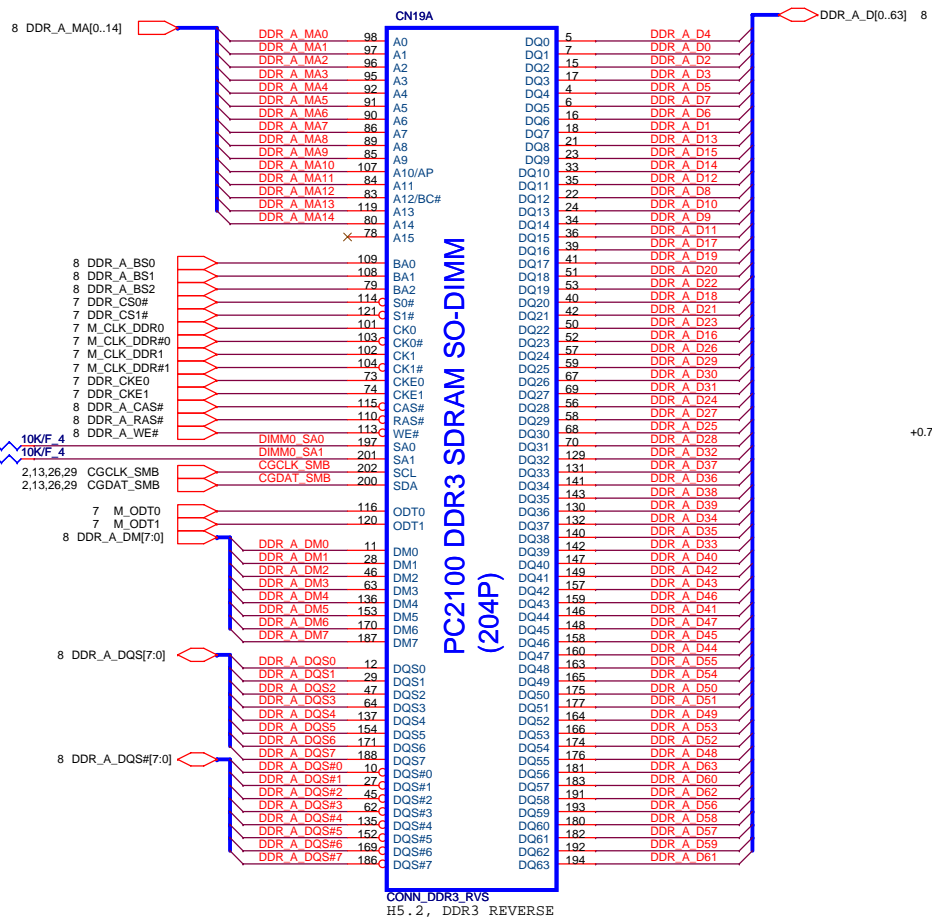 CN19A
8 DDR_A_MA[0..14]
DDR_A_D[0..63] 8
DDR_A_MA0 98 A0
DDR_A_MA1 97 A1
DDR_A_MA2 96 A2
DDR_A_MA3 95 A3
DDR_A_MA4 92 A4
DDR_A_MA5 91 A5
DDR_A_MA6 90 A6
DDR_A_MA7 86 A7
DDR_A_MA8 89 A8
DDR_A_MA9 85 A9
DDR_A_MA10 107 A10/AP
DDR_A_MA11 84 A11
DDR_A_MA12 83 A12/BC#
DDR_A_MA13 119 A13
DDR_A_MA14 80 A14
78 A15
8 DDR_A_BS0 109 BA0
8 DDR_A_BS1 108 BA1
8 DDR_A_BS2 79 BA2
7 DDR_CS0# 114 S0#
7 DDR_CS1# 121 S1#
7 M_CLK_DDR0 101 CK0
7 M_CLK_DDR#0 103 CK0#
7 M_CLK_DDR1 102 CK1
7 M_CLK_DDR#1 104 CK1#
7 DDR_CKE0 73 CKE0
7 DDR_CKE1 74 CKE1
8 DDR_A_CAS# 115 CAS#
8 DDR_A_RAS# 110 RAS#
8 DDR_A_WE# 113 WE#
10K/F_4 DIMM0_SA0 197 SA0
10K/F_4 DIMM0_SA1 201 SA1
2,13,26,29 CGCLK_SMB CGCLK_SMB 202 SCL
2,13,26,29 CGDAT_SMB CGDAT_SMB 200 SDA
7 M_ODT0 116 ODT0
7 M_ODT1 120 ODT1
8 DDR_A_DM[7:0]
DDR_A_DM0 11 DM0
DDR_A_DM1 28 DM1
DDR_A_DM2 46 DM2
DDR_A_DM3 63 DM3
DDR_A_DM4 136 DM4
DDR_A_DM5 153 DM5
DDR_A_DM6 170 DM6
DDR_A_DM7 187 DM7
8 DDR_A_DQS[7:0]
DDR_A_DQS0 12 DQS0
DDR_A_DQS1 29 DQS1
DDR_A_DQS2 47 DQS2
DDR_A_DQS3 64 DQS3
DDR_A_DQS4 137 DQS4
DDR_A_DQS5 154 DQS5
DDR_A_DQS6 171 DQS6
DDR_A_DQS7 188 DQS7
8 DDR_A_DQS#[7:0]
DDR_A_DQS#0 10 DQS#0
DDR_A_DQS#1 27 DQS#1
DDR_A_DQS#2 45 DQS#2
DDR_A_DQS#3 62 DQS#3
DDR_A_DQS#4 135 DQS#4
DDR_A_DQS#5 152 DQS#5
DDR_A_DQS#6 169 DQS#6
DDR_A_DQS#7 186 DQS#7
PC2100 DDR3 SDRAM SO-DIMM
(204P)
DQ0 5 DDR_A_D4
DQ1 7 DDR_A_D0
DQ2 15 DDR_A_D2
DQ3 17 DDR_A_D3
DQ4 4 DDR_A_D5
DQ5 6 DDR_A_D7
DQ6 16 DDR_A_D6
DQ7 18 DDR_A_D1
DQ8 21 DDR_A_D13
DQ9 23 DDR_A_D15
DQ10 33 DDR_A_D14
DQ11 35 DDR_A_D12
DQ12 22 DDR_A_D8
DQ13 24 DDR_A_D10
DQ14 34 DDR_A_D9
DQ15 36 DDR_A_D11
DQ16 39 DDR_A_D17
DQ17 41 DDR_A_D19
DQ18 51 DDR_A_D20
DQ19 53 DDR_A_D22
DQ20 40 DDR_A_D18
DQ21 42 DDR_A_D21
DQ22 50 DDR_A_D23
DQ23 52 DDR_A_D16
DQ24 57 DDR_A_D26
DQ25 59 DDR_A_D29
DQ26 67 DDR_A_D30
DQ27 69 DDR_A_D31
DQ28 56 DDR_A_D24
DQ29 58 DDR_A_D27
DQ30 68 DDR_A_D25
DQ31 70 DDR_A_D28
DQ32 129 DDR_A_D32
DQ33 131 DDR_A_D37
DQ34 141 DDR_A_D36
DQ35 143 DDR_A_D38
DQ36 130 DDR_A_D39
DQ37 132 DDR_A_D34
DQ38 140 DDR_A_D35
DQ39 142 DDR_A_D33
DQ40 147 DDR_A_D40
DQ41 149 DDR_A_D42
DQ42 157 DDR_A_D43
DQ43 159 DDR_A_D46
DQ44 146 DDR_A_D41
DQ45 148 DDR_A_D47
DQ46 158 DDR_A_D45
DQ47 160 DDR_A_D44
DQ48 163 DDR_A_D55
DQ49 165 DDR_A_D54
DQ50 175 DDR_A_D50
DQ51 177 DDR_A_D51
DQ52 164 DDR_A_D49
DQ53 166 DDR_A_D53
DQ54 174 DDR_A_D52
DQ55 176 DDR_A_D48
DQ56 181 DDR_A_D63
DQ57 183 DDR_A_D60
DQ58 191 DDR_A_D62
DQ59 193 DDR_A_D56
DQ60 180 DDR_A_D58
DQ61 182 DDR_A_D57
DQ62 192 DDR_A_D59
DQ63 194 DDR_A_D61
+0.7
CONN_DDR3_RVS
H5.2, DDR3 REVERSE